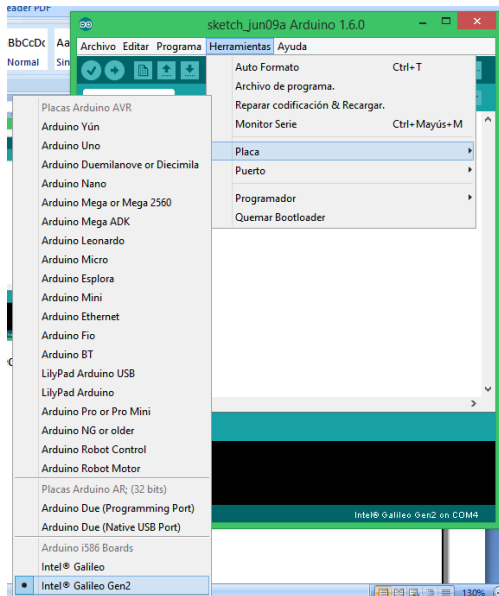 eader PDF
sketch_jun09a Arduino 1.6.0
BbCcDc Aa
Normal Sin
Archivo Editar Programa Herramientas Ayuda
Auto Formato Ctrl+T
Archivo de programa.
Reparar codificación & Recargar.
Monitor Serie Ctrl+Mayús+M
Placa
Puerto
Programador
Quemar Bootloader
Placas Arduino AVR
Arduino Yún
Arduino Uno
Arduino Duemilanove or Diecimila
Arduino Nano
Arduino Mega or Mega 2560
Arduino Mega ADK
Arduino Leonardo
Arduino Micro
Arduino Esplora
Arduino Mini
Arduino Ethernet
Arduino Fio
Arduino BT
LilyPad Arduino USB
LilyPad Arduino
Arduino Pro or Pro Mini
Arduino NG or older
Arduino Robot Control
Arduino Robot Motor
Placas Arduino AR; (32 bits)
Arduino Due (Programming Port)
Arduino Due (Native USB Port)
Arduino i586 Boards
Intel® Galileo
Intel® Galileo Gen2
Intel® Galileo Gen2 on COM4
130%